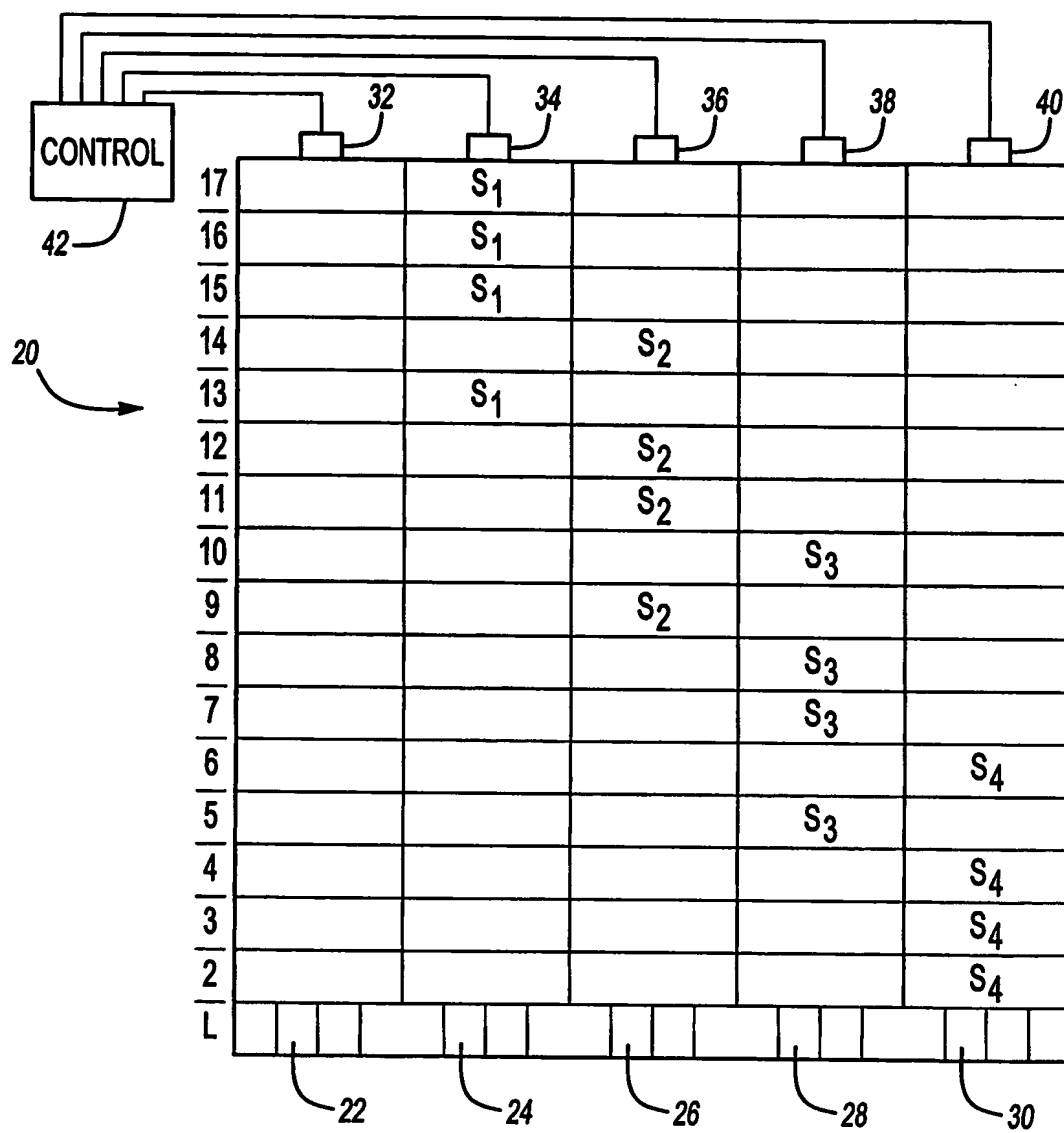 32 34 36 38 40
CONTROL
42
20
17 S1
16 S1
15 S1
14 S2
13 S1
12 S2
11 S2
10 S3
9 S2
8 S3
7 S3
6 S4
5 S3
4 S4
3 S4
2 S4
L
22 24 26 28 30